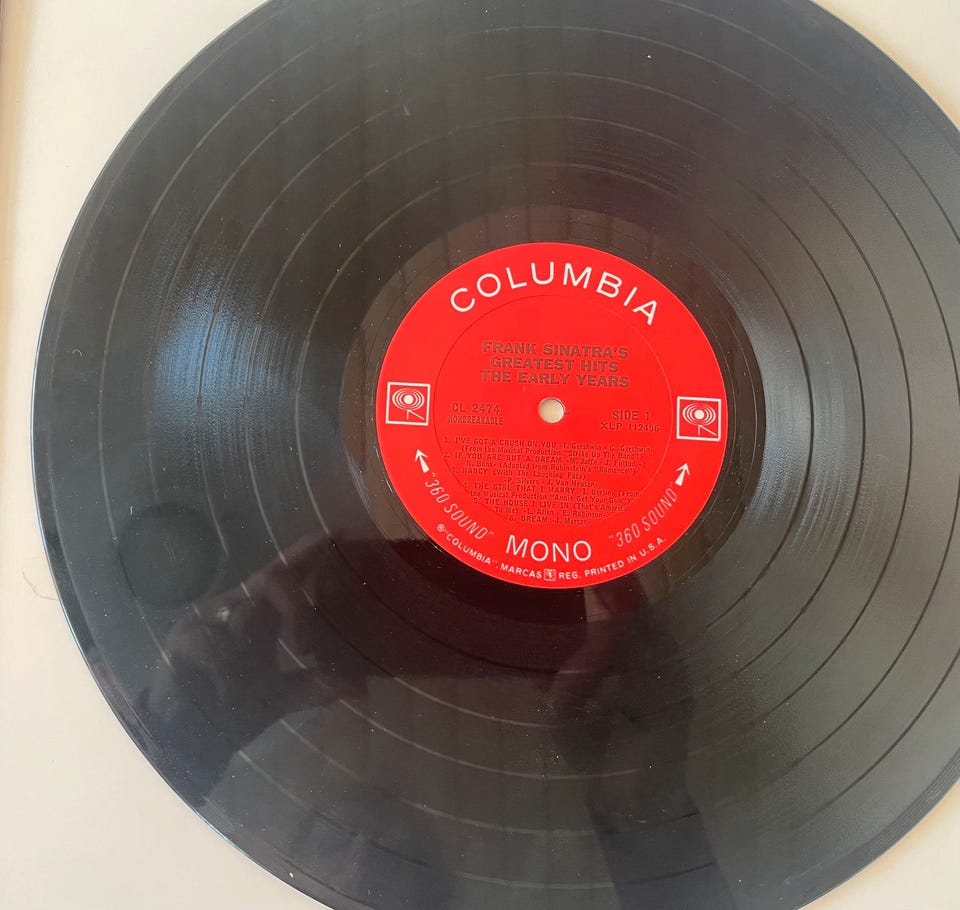 COLUMBIA
FRANK SINATRA'S
GREATEST HITS
THE EARLY YEARS
CL 2474
NONBREAKABLE
SIDE 1
XLP 112496
1. I'VE GOT A CRUSH ON YOU -I. Gershwin - G. Gershwin-
(From the Musical Production "Strike Up The Band")
2. IF YOU ARE BUT A DREAM -M. Jaffe - J. Fulton -
N. Bonx- (Adapted from Rubinstein's "Romance")
3. NANCY (With The Laughing Face)
-P. Silvers - J. Van Heusen-
4. THE GIRL THAT I MARRY -I. Berlin- (From
the Musical Production "Annie Get Your Gun")
5. THE HOUSE I LIVE IN (That's America
To Me) -L. Allen - E. Robinson-
6. DREAM -J. Mercer-
"360 SOUND" MONO "360 SOUND"
® "COLUMBIA", MARCAS REG. PRINTED IN U.S.A.